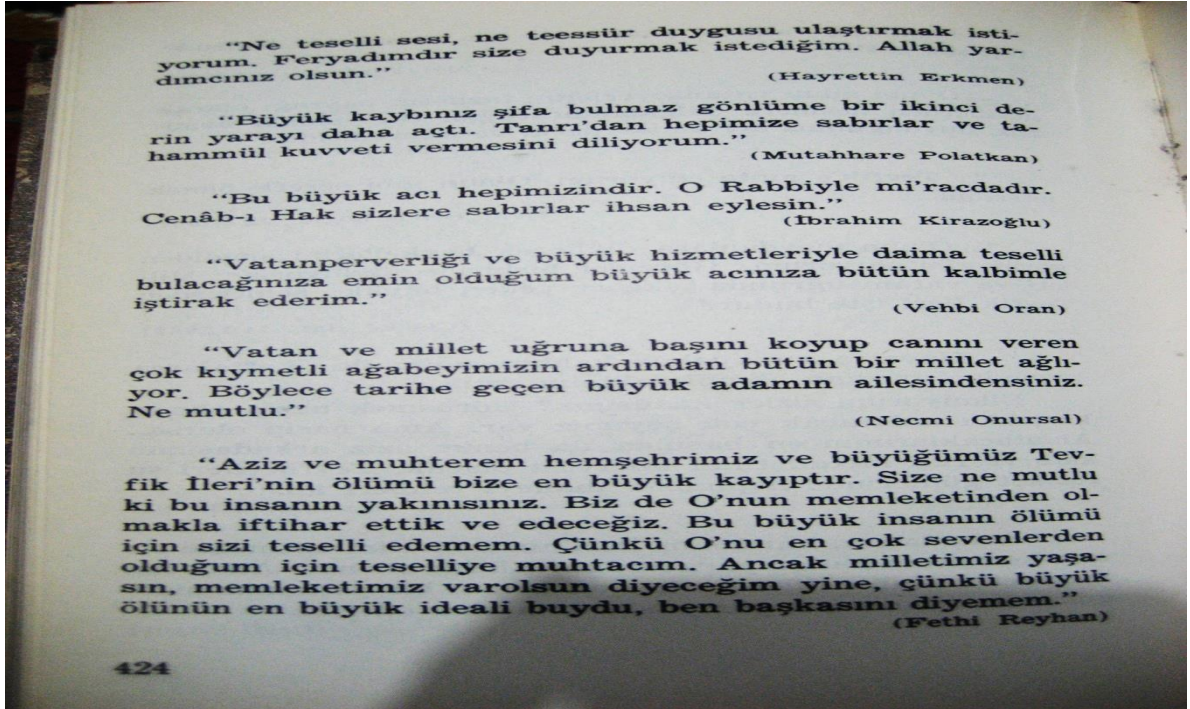 “Ne teselli sesi, ne teessür duygusu ulaştırmak isti-
yorum. Feryadımdır size duyurmak istediğim. Allah yar-
dımcınız olsun.”
(Hayrettin Erkmen)
“Büyük kaybınız şifa bulmaz gönlüme bir ikinci de-
rin yarayı daha açtı. Tanrı’dan hepimize sabırlar ve ta-
hammül kuvveti vermesini diliyorum.”
(Mutahhare Polatkan)
“Bu büyük acı hepimizindir. O Rabbiyle mi’racdadır.
Cenâb-ı Hak sizlere sabırlar ihsan eylesin.”
(İbrahim Kirazoğlu)
“Vatanperverliği ve büyük hizmetleriyle daima teselli
bulacağınıza emin olduğum büyük acınıza bütün kalbimle
iştirak ederim.”
(Vehbi Oran)
“Vatan ve millet uğruna başını koyup canını veren
çok kıymetli ağabeyimizin ardından bütün bir millet ağlı-
yor. Böylece tarihe geçen büyük adamın ailesindensiniz.
Ne mutlu.”
(Necmi Onursal)
“Aziz ve muhterem hemşehrimiz ve büyüğümüz Tev-
fik İleri’nin ölümü bize en büyük kayıptır. Size ne mutlu
ki bu insanın yakınısınız. Biz de O’nun memleketinden ol-
makla iftihar ettik ve edeceğiz. Bu büyük insanın ölümü
için sizi teselli edemem. Çünkü O’nu en çok sevenlerden
olduğum için teselliye muhtacım. Ancak milletimiz yaşa-
sın, memleketimiz varolsun diyeceğim yine, çünkü büyük
ölünün en büyük ideali buydu, ben başkasını diyemem.”
(Fethi Reyhan)
424